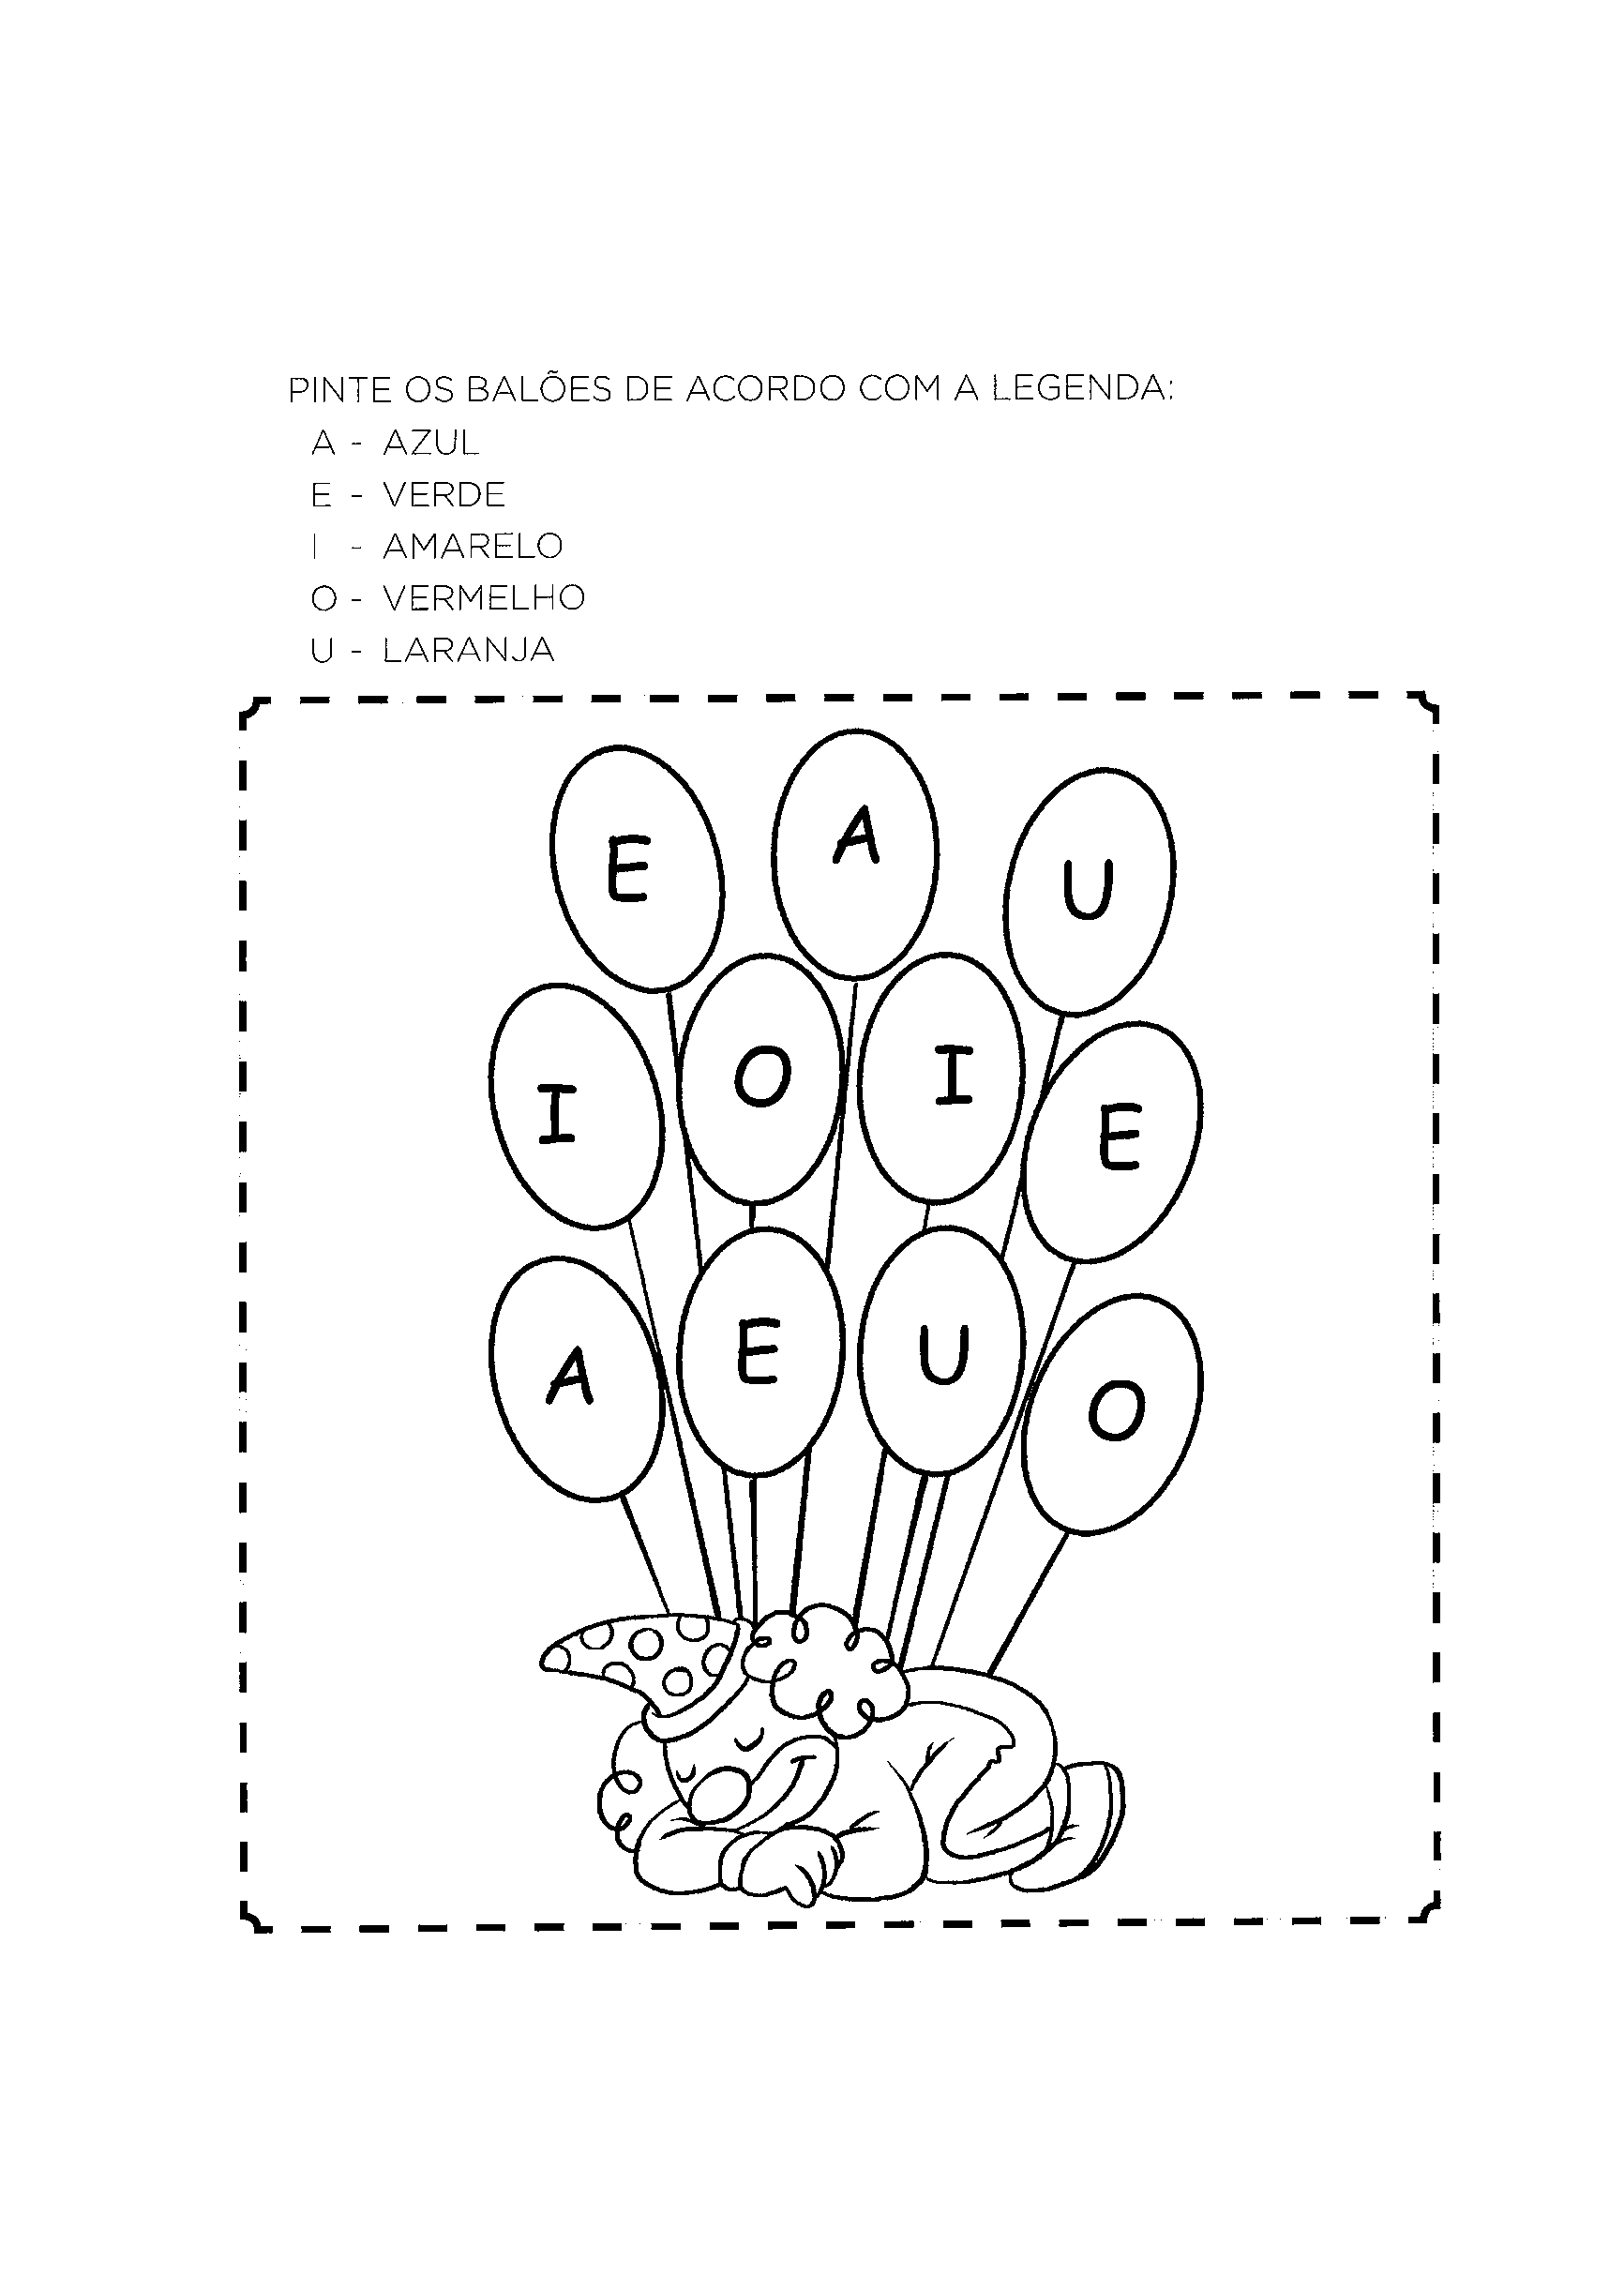 PINTE OS BALÕES DE ACORDO COM A LEGENDA:
A - AZUL
E - VERDE
I - AMARELO
O - VERMELHO
U - LARANJA
E A U
I O I E
A E U O